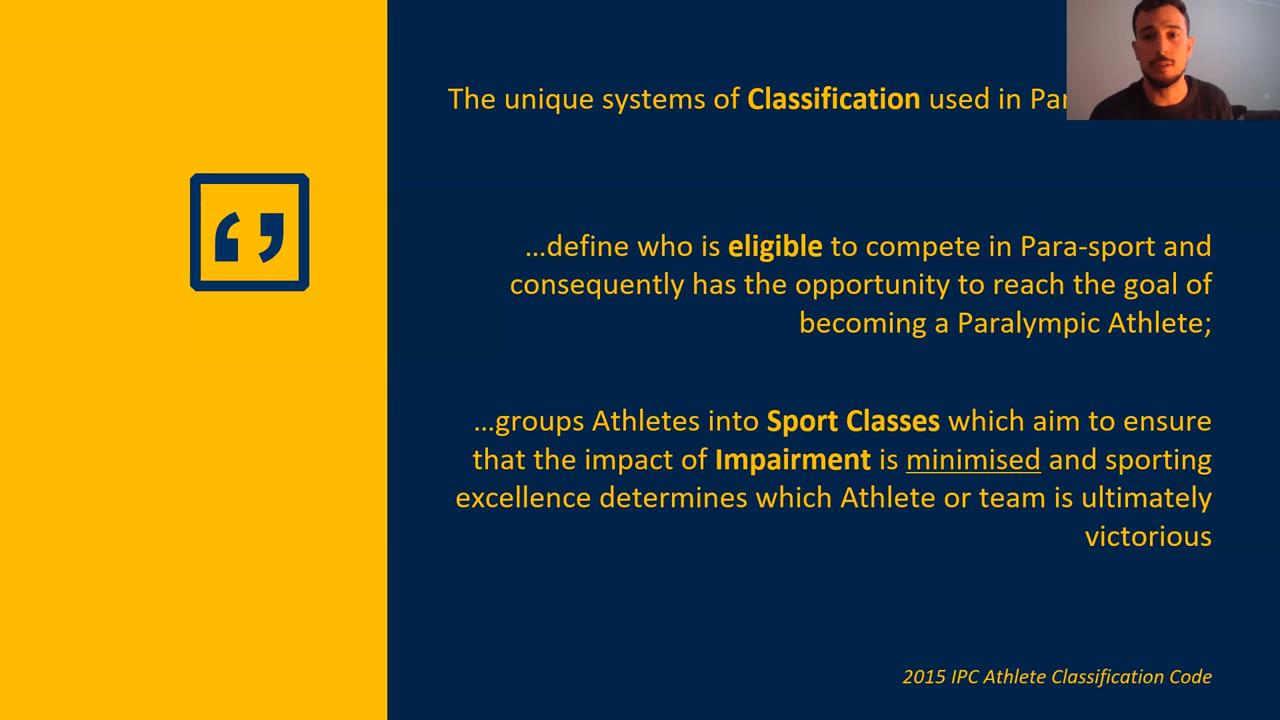 The unique systems of Classification used in
…define who is eligible to compete in Para-sport and
consequently has the opportunity to reach the goal of
becoming a Paralympic Athlete;
…groups Athletes into Sport Classes which aim to ensure
that the impact of Impairment is minimised and sporting
excellence determines which Athlete or team is ultimately
victorious
2015 IPC Athlete Classification Code